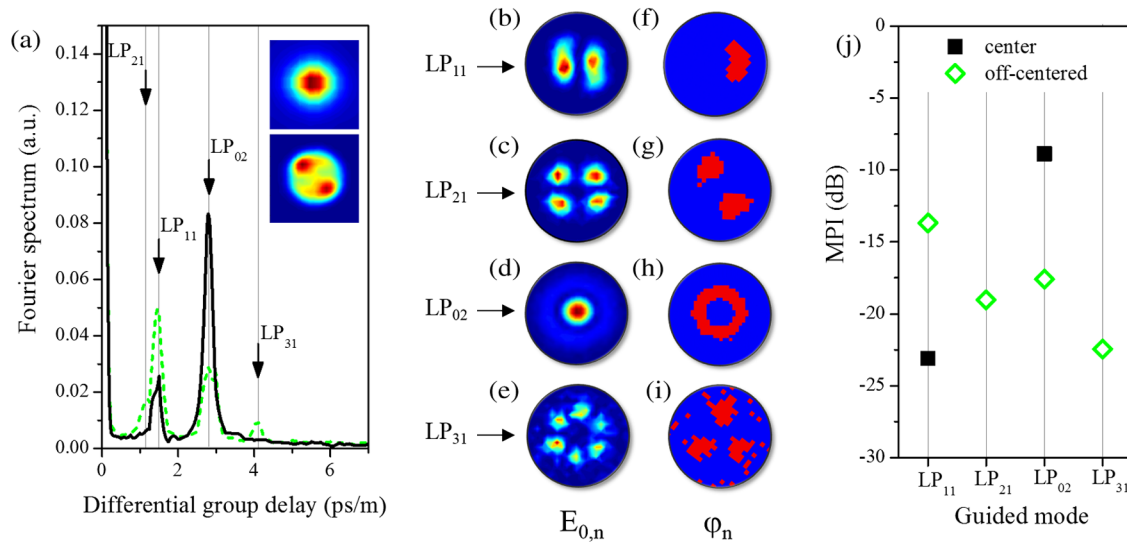 (a)
Fourier spectrum (a.u.)
0.14
0.12
0.10
0.08
0.06
0.04
0.02
0.00
LP21
LP11
LP02
LP31
0
2
4
6
Differential group delay (ps/m)
(b)
(f)
LP11
(c)
(g)
LP21
(d)
(h)
LP02
(e)
(i)
LP31
E0,n
φn
(j)
MPI (dB)
0
-5
-10
-15
-20
-25
-30
center
off-centered
LP11
LP21
LP02
LP31
Guided mode